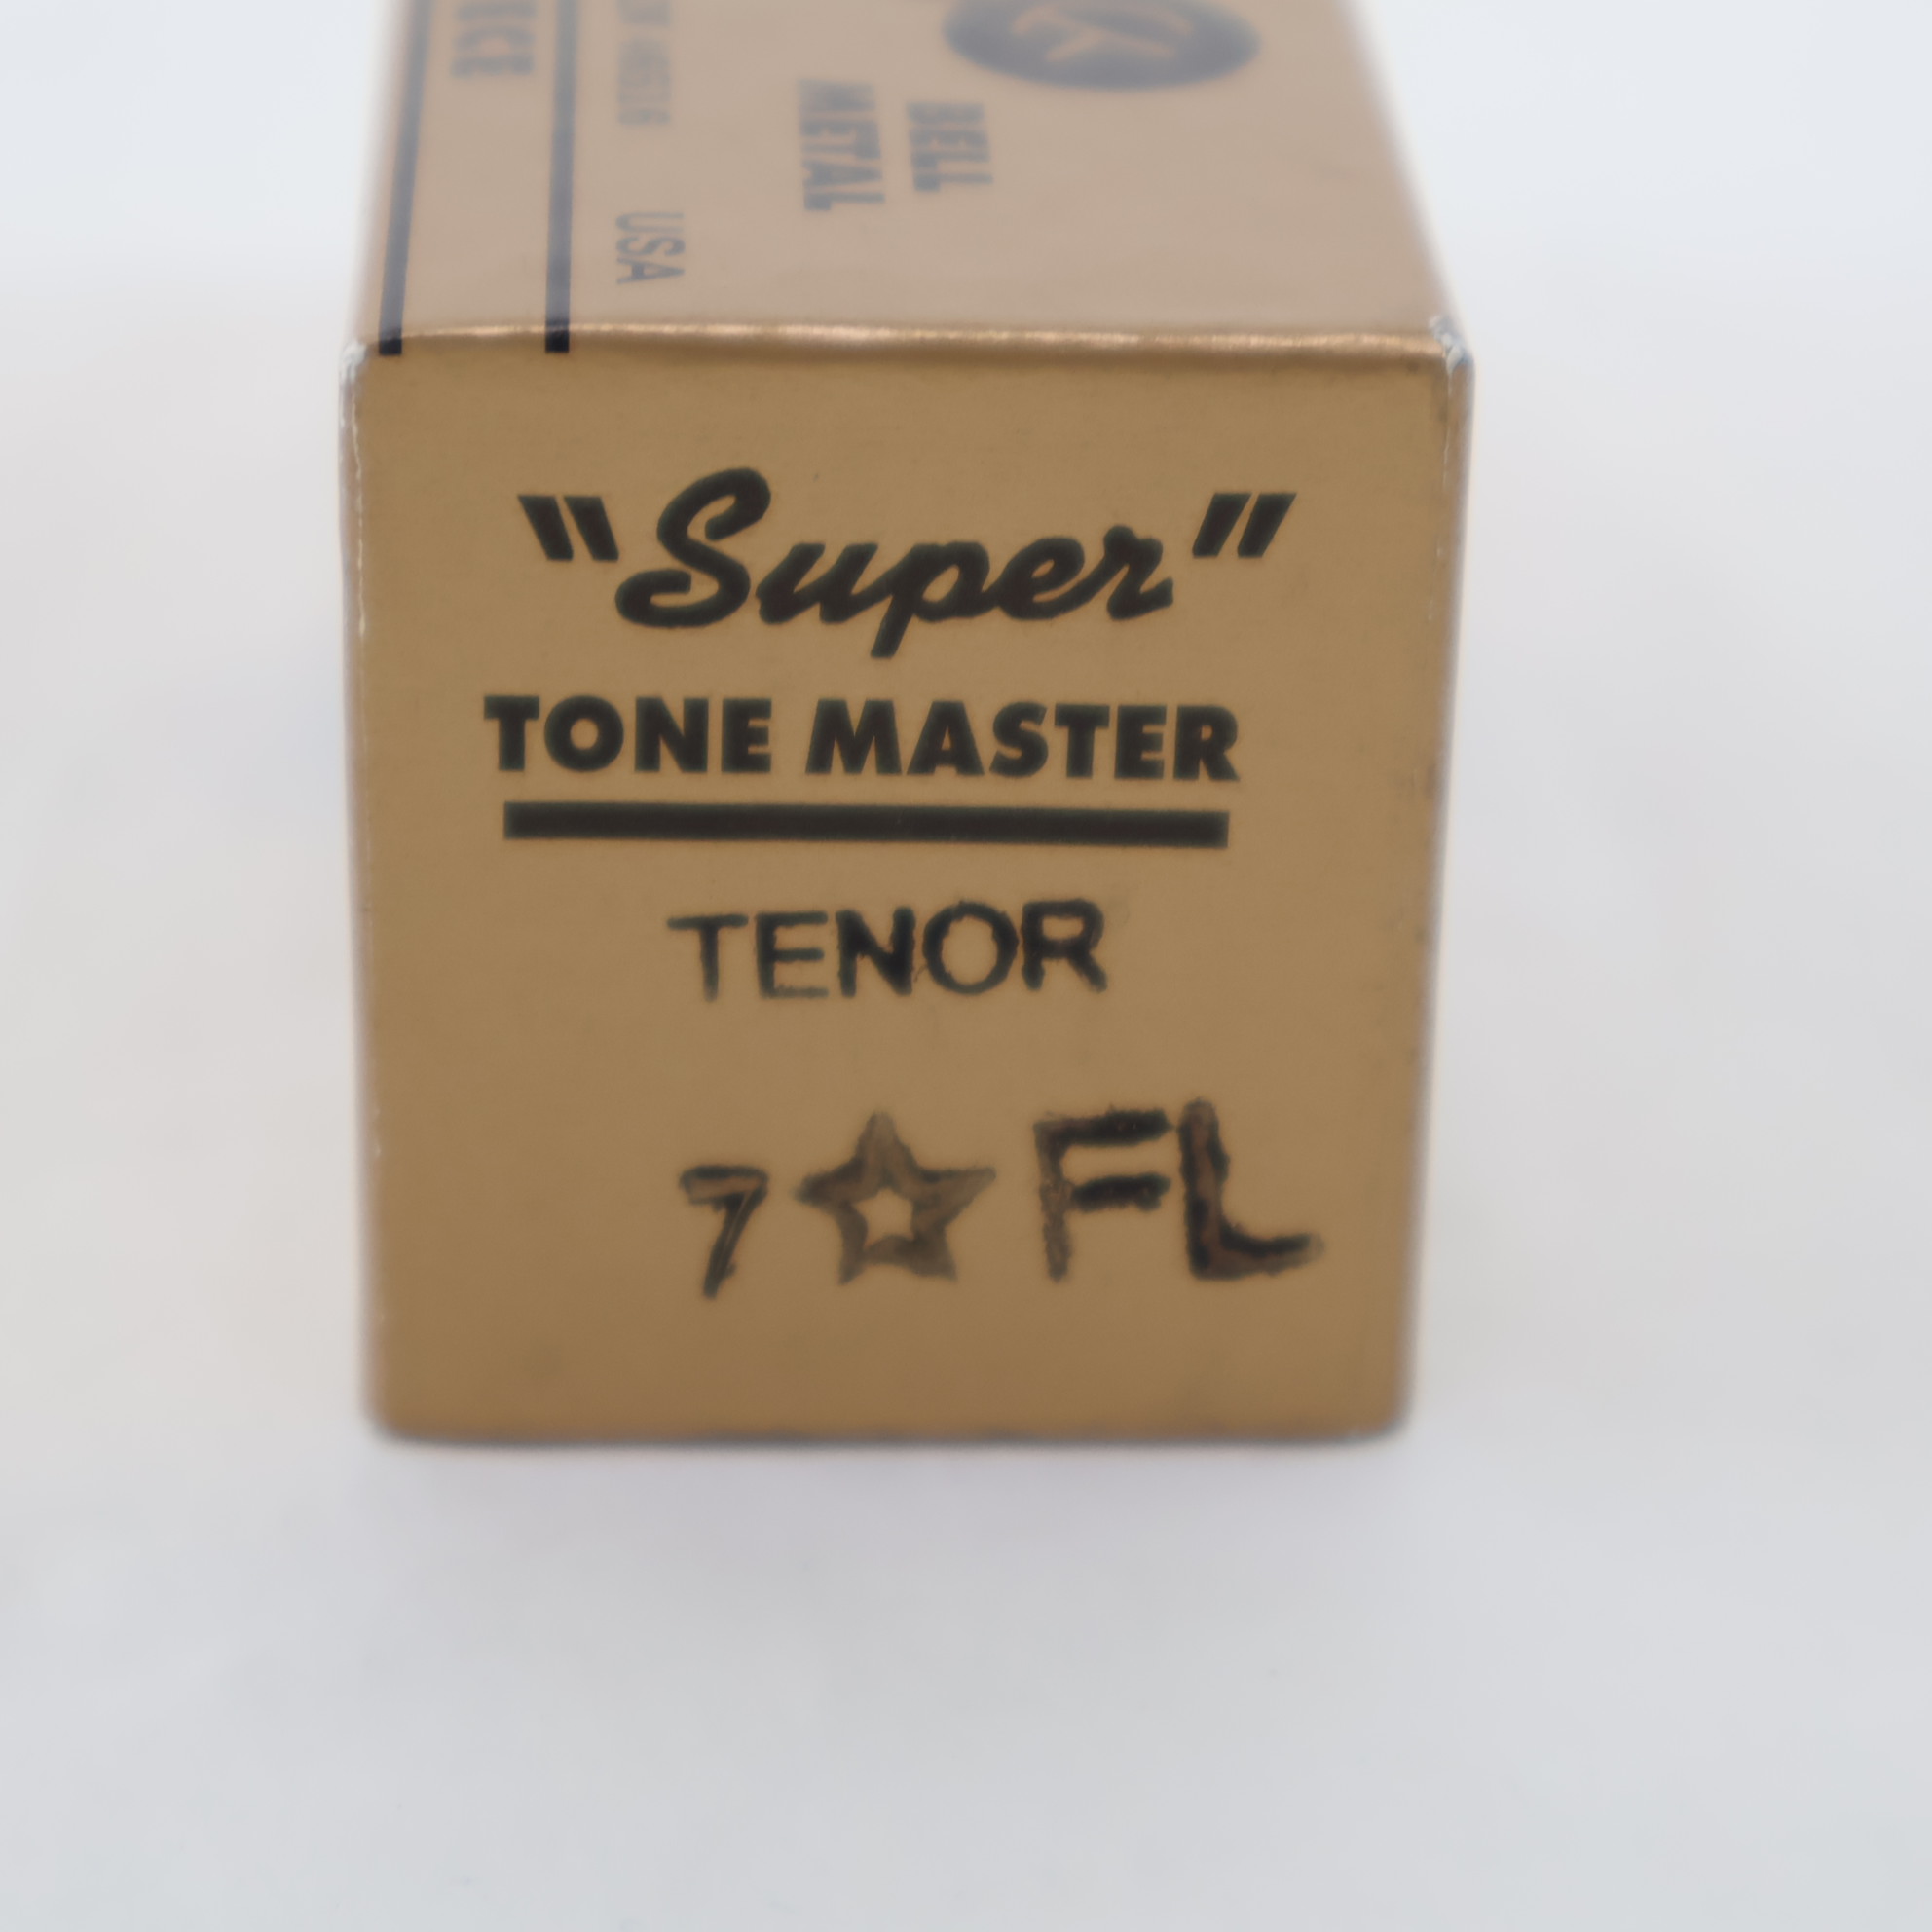 USA
BELL
METAL
"Super"
TONE MASTER
TENOR
7☆FL